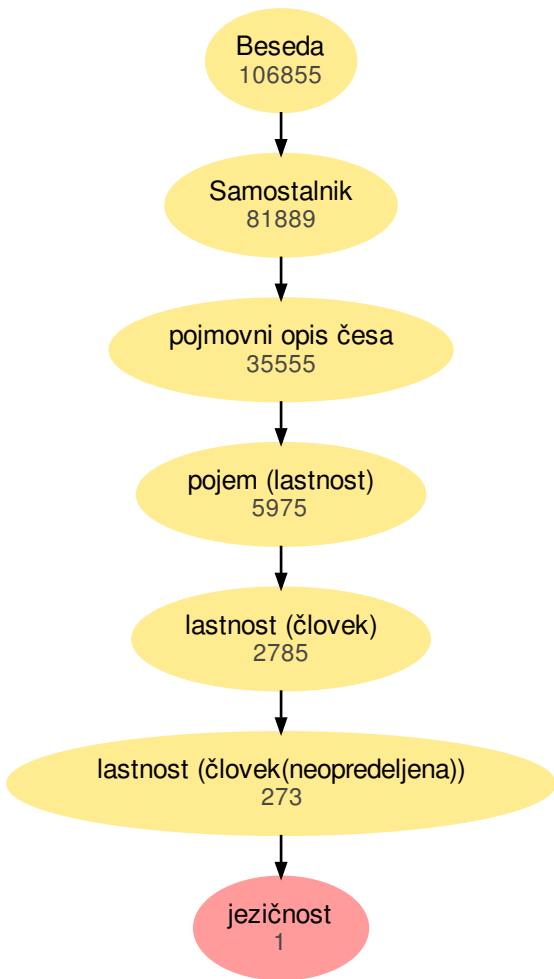 Beseda
106855
Samostalnik
81889
pojmovni opis česa
35555
pojem (lastnost)
5975
lastnost (človek)
2785
lastnost (človek(neopredeljena))
273
jezičnost
1